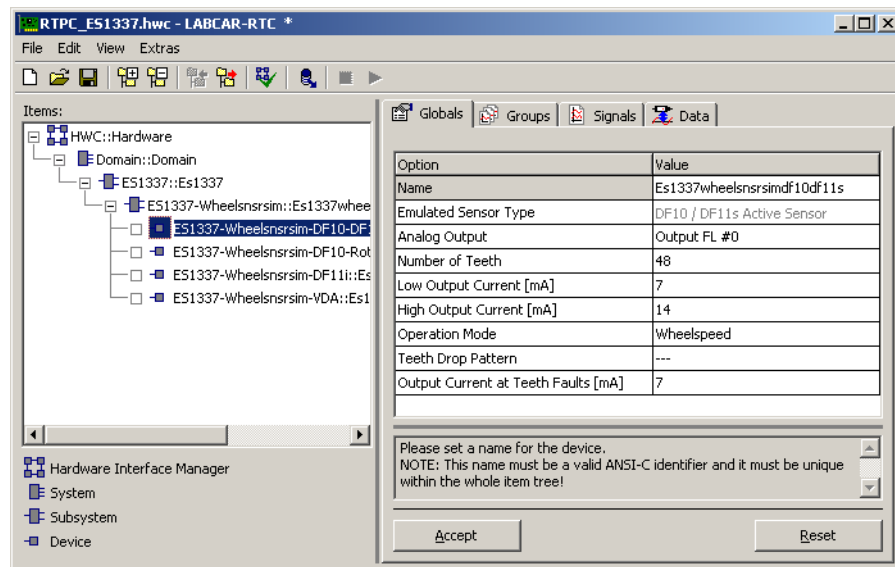 RTPC_ES1337.hwc - LABCAR-RTC *
File Edit View Extras
Items:
HWC::Hardware
Domain::Domain
ES1337::Es1337
ES1337-Wheelsnsrsim::Es1337whee
ES1337-Wheelsnsrsim-DF10-DF1
ES1337-Wheelsnsrsim-DF10-Rot
ES1337-Wheelsnsrsim-DF11i::Es
ES1337-Wheelsnsrsim-VDA::Es1
Hardware Interface Manager
System
Subsystem
Device
Globals Groups Signals Data
Option Value
Name Es1337wheelsnsrsimdf10df11s
Emulated Sensor Type DF10 / DF11s Active Sensor
Analog Output Output FL #0
Number of Teeth 48
Low Output Current [mA] 7
High Output Current [mA] 14
Operation Mode Wheelspeed
Teeth Drop Pattern ---
Output Current at Teeth Faults [mA] 7
Please set a name for the device.
NOTE: This name must be a valid ANSI-C identifier and it must be unique
within the whole item tree!
Accept Reset